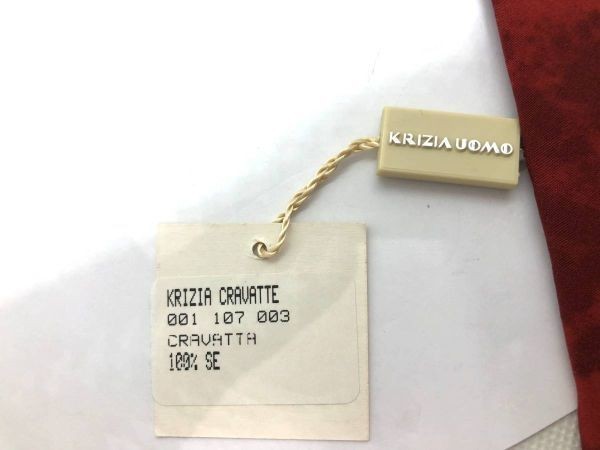 KRIZIA UOMO
KRIZIA CRAVATTE
001 107 003
CRAVATTA
100% SE